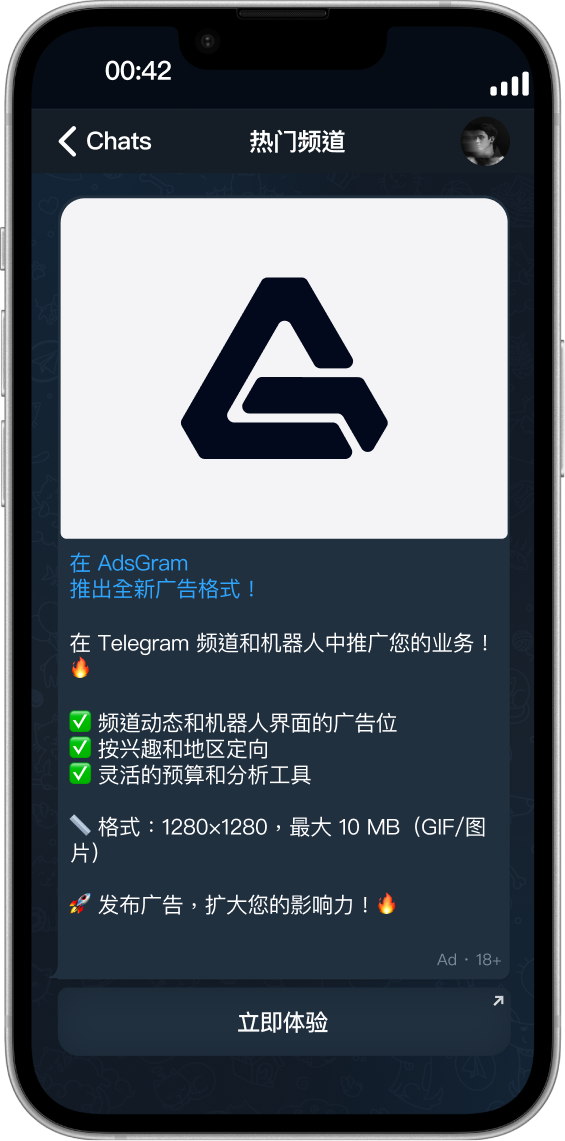 00:42
Chats
热门频道
在 AdsGram
推出全新广告格式！
在 Telegram 频道和机器人中推广您的业务！
🔥
✅ 频道动态和机器人界面的广告位
✅ 按兴趣和地区定向
✅ 灵活的预算和分析工具
📏 格式：1280×1280，最大 10 MB（GIF/图
片）
🚀 发布广告，扩大您的影响力！🔥
Ad · 18+
立即体验